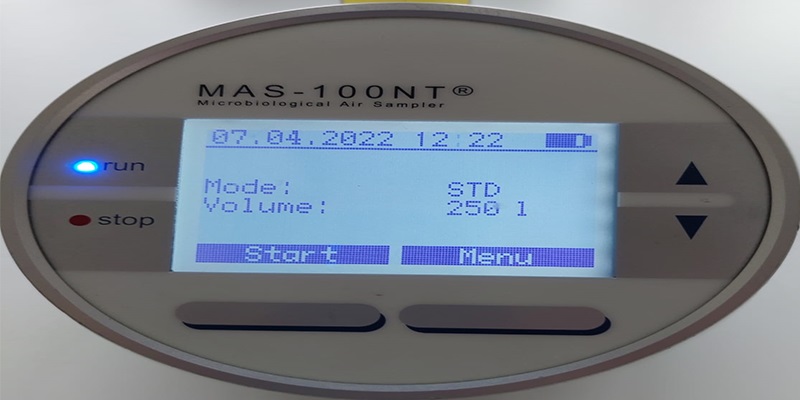 MAS-100NT®
Microbiological Air Sampler
07.04.2022 12:22
run
Mode: STD
Volume: 250 l
stop
Start Menu